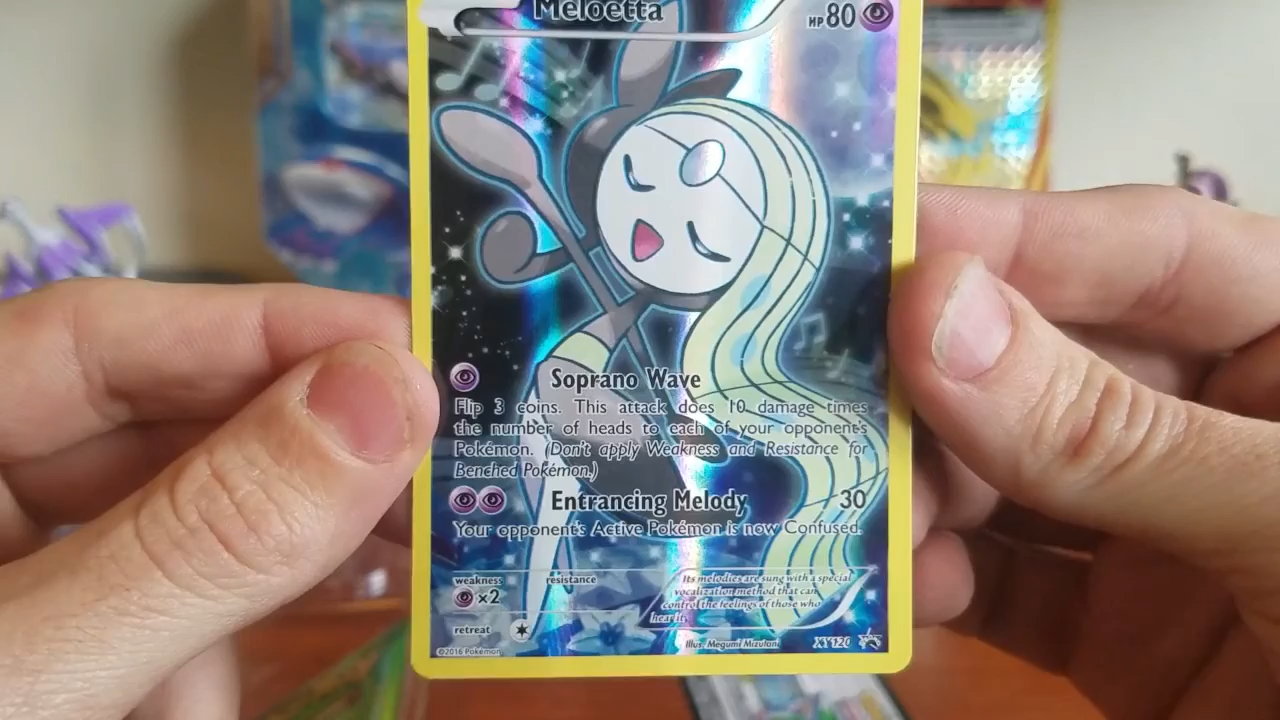 Meloetta HP80
Soprano Wave
Flip 3 coins. This attack does 10 damage times
the number of heads to each of your opponent's
Pokémon. (Don't apply Weakness and Resistance for
Benched Pokémon.)
Entrancing Melody 30
Your opponent's Active Pokémon is now Confused.
weakness resistance
×2
retreat
Its melodies are sung with a special
vocalization method that can
control the feelings of those who
hear it.
©2016 Pokémon
Illus. Megumi Mizutani
XY120